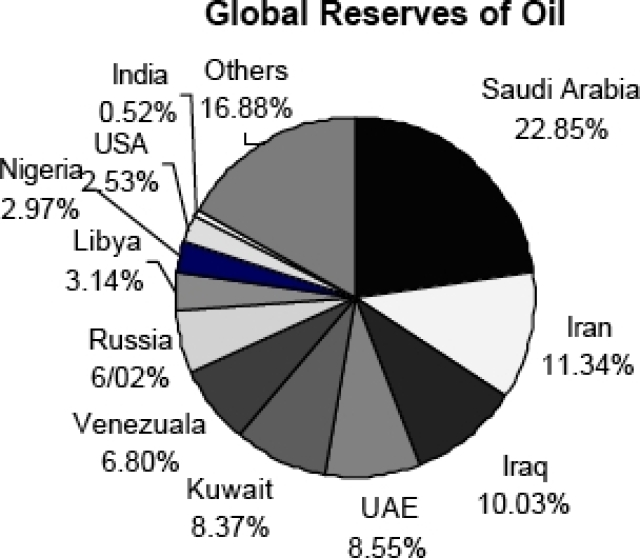 Global Reserves of Oil
India
0.52%
Others
16.88%
Saudi Arabia
22.85%
USA
2.53%
Nigeria
2.97%
Libya
3.14%
Iran
11.34%
Russia
6/02%
Venezuala
6.80%
Iraq
10.03%
Kuwait
8.37%
UAE
8.55%